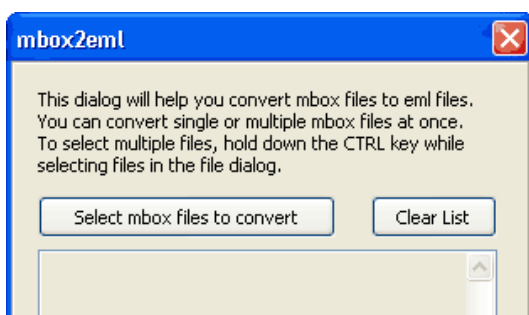 mbox2eml
This dialog will help you convert mbox files to eml files.
You can convert single or multiple mbox files at once.
To select multiple files, hold down the CTRL key while
selecting files in the file dialog.
Select mbox files to convert
Clear List